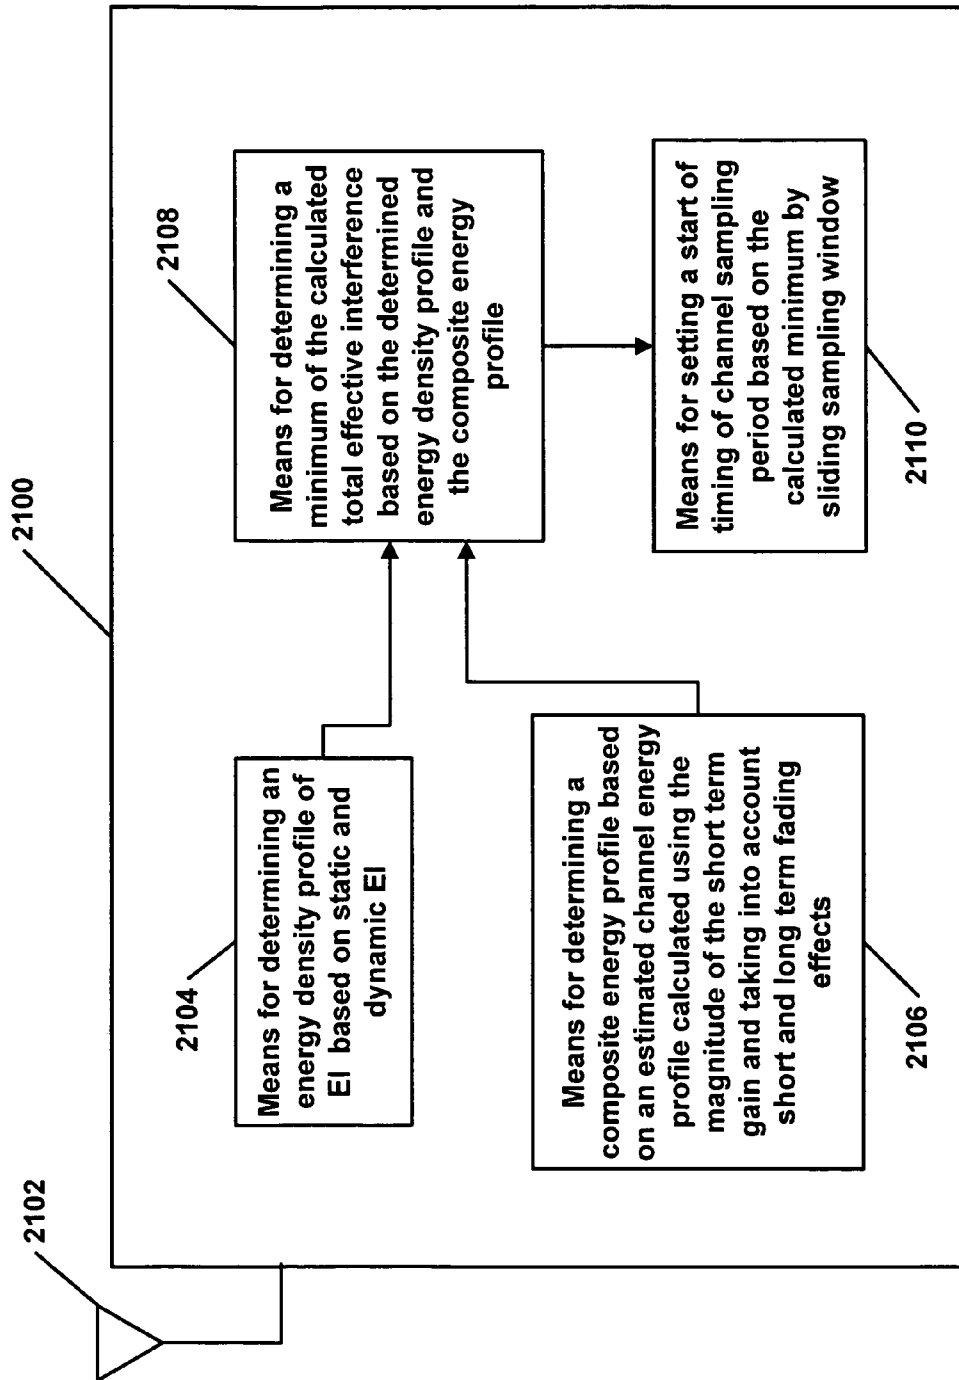 2100
2102
2104
Means for determining an
energy density profile of
EI based on static and
dynamic EI
2108
Means for determining a
minimum of the calculated
total effective interference
based on the determined
energy density profile and
the composite energy
profile
Means for determining a
composite energy profile based
on an estimated channel energy
profile calculated using the
magnitude of the short term
gain and taking into account
short and long term fading
effects
2106
Means for setting a start of
timing of channel sampling
period based on the
calculated minimum by
sliding sampling window
2110